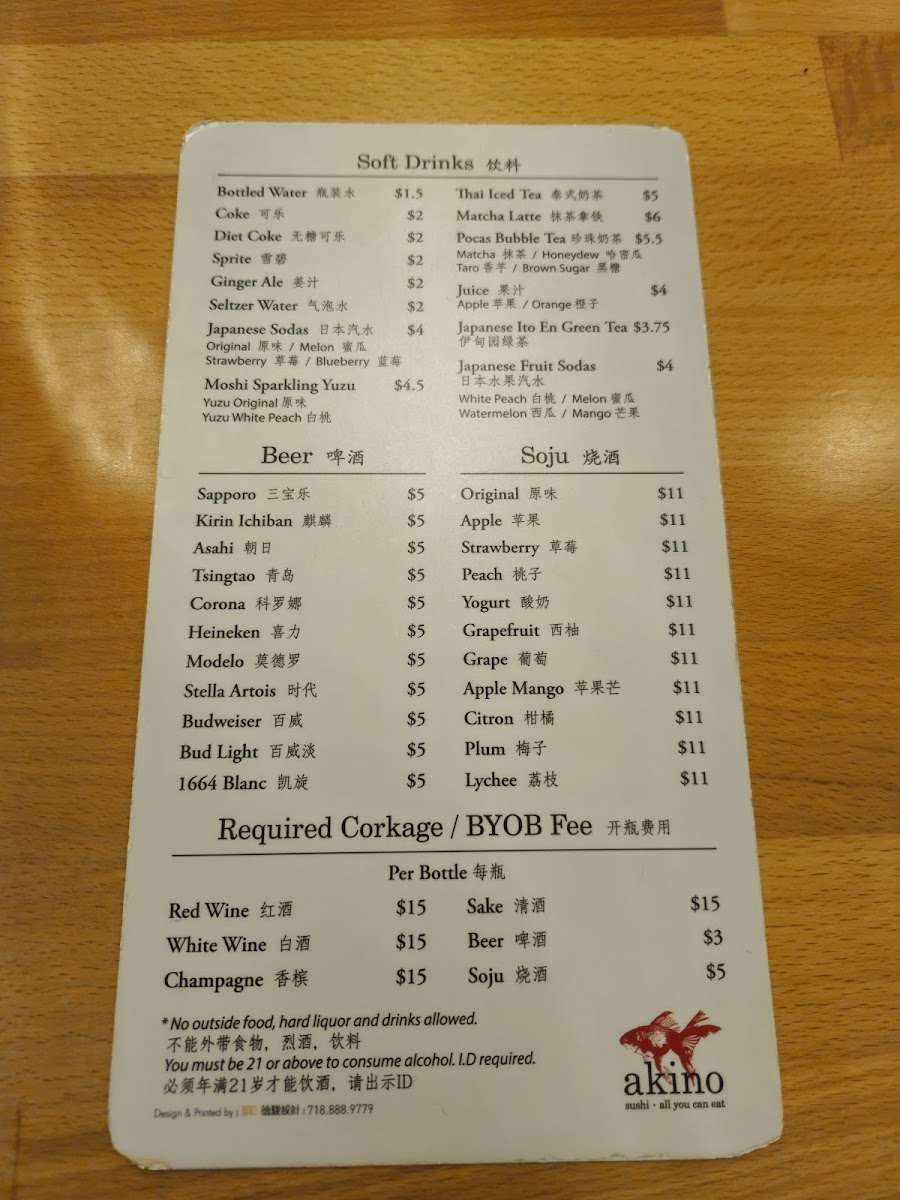 Soft Drinks 饮料
Bottled Water 瓶装水 $1.5
Coke 可乐 $2
Diet Coke 无糖可乐 $2
Sprite 雪碧 $2
Ginger Ale 姜汁 $2
Seltzer Water 气泡水 $2
Japanese Sodas 日本汽水 $4
Original 原味 / Melon 蜜瓜
Strawberry 草莓 / Blueberry 蓝莓
Moshi Sparkling Yuzu $4.5
Yuzu Original 原味
Yuzu White Peach 白桃
Thai Iced Tea 泰式奶茶 $5
Matcha Latte 抹茶拿铁 $6
Pocas Bubble Tea 珍珠奶茶 $5.5
Matcha 抹茶 / Honeydew 哈密瓜
Taro 香芋 / Brown Sugar 黑糖
Juice 果汁 $4
Apple 苹果 / Orange 橙子
Japanese Ito En Green Tea $3.75
伊甸园绿茶
Japanese Fruit Sodas $4
日本水果汽水
White Peach 白桃 / Melon 蜜瓜
Watermelon 西瓜 / Mango 芒果
Beer 啤酒
Sapporo 三宝乐 $5
Kirin Ichiban 麒麟 $5
Asahi 朝日 $5
Tsingtao 青岛 $5
Corona 科罗娜 $5
Heineken 喜力 $5
Modelo 莫德罗 $5
Stella Artois 时代 $5
Budweiser 百威 $5
Bud Light 百威淡 $5
1664 Blanc 凯旋 $5
Soju 烧酒
Original 原味 $11
Apple 苹果 $11
Strawberry 草莓 $11
Peach 桃子 $11
Yogurt 酸奶 $11
Grapefruit 西柚 $11
Grape 葡萄 $11
Apple Mango 苹果芒 $11
Citron 柑橘 $11
Plum 梅子 $11
Lychee 荔枝 $11
Required Corkage / BYOB Fee 开瓶费用
Per Bottle 每瓶
Red Wine 红酒 $15
White Wine 白酒 $15
Champagne 香槟 $15
Sake 清酒 $15
Beer 啤酒 $3
Soju 烧酒 $5
* No outside food, hard liquor and drinks allowed.
不能外带食物，烈酒，饮料
You must be 21 or above to consume alcohol. I.D required.
必须年满21岁才能饮酒，请出示ID
Design & Printed by | 718.888.9779
akino
sushi · all you can eat